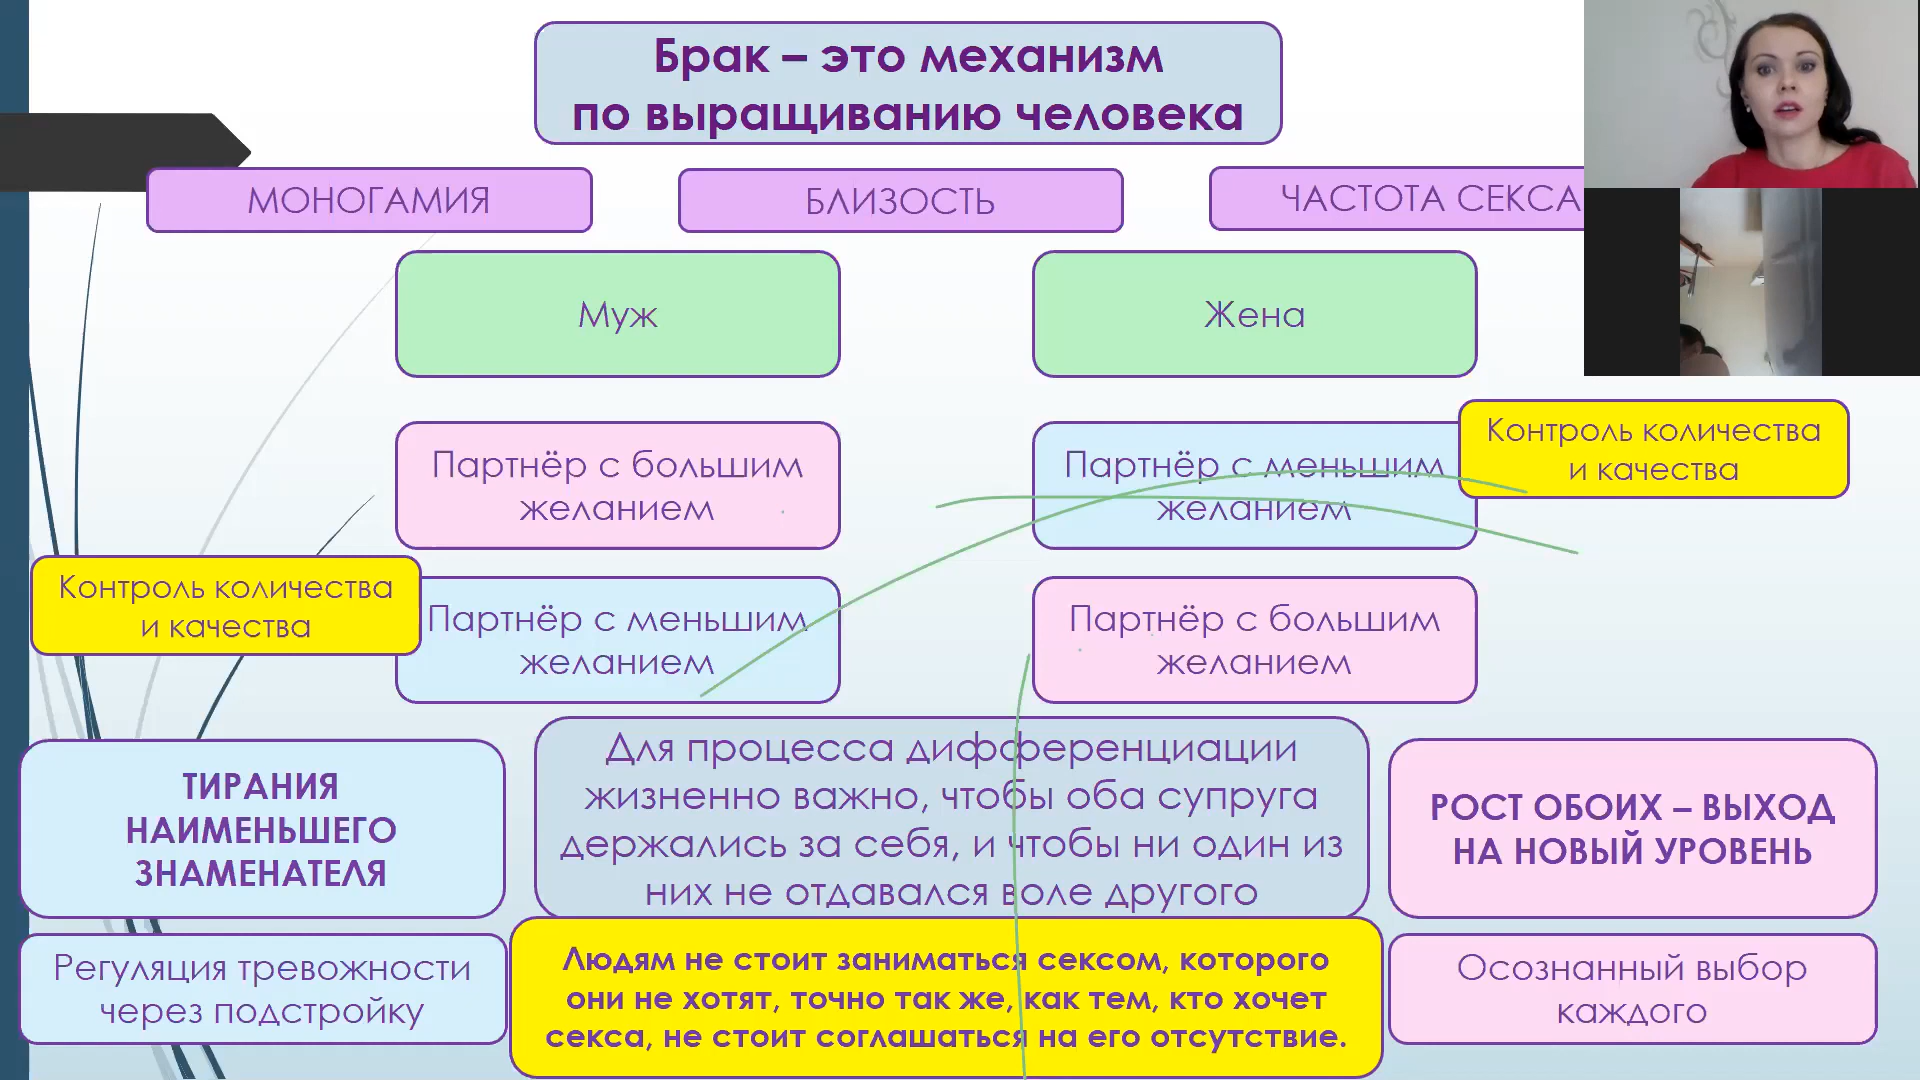 Брак – это механизм
по выращиванию человека
МОНОГАМИЯ
БЛИЗОСТЬ
ЧАСТОТА СЕКСА
Муж
Жена
Партнёр с большим
желанием
Партнёр с меньшим
желанием
Контроль количества
и качества
Контроль количества
и качества
Партнёр с меньшим
желанием
Партнёр с большим
желанием
ТИРАНИЯ
НАИМЕНЬШЕГО
ЗНАМЕНАТЕЛЯ
Для процесса дифференциации
жизненно важно, чтобы оба супруга
держались за себя, и чтобы ни один из
них не отдавался воле другого
РОСТ ОБОИХ – ВЫХОД
НА НОВЫЙ УРОВЕНЬ
Регуляция тревожности
через подстройку
Людям не стоит заниматься сексом, которого
они не хотят, точно так же, как тем, кто хочет
секса, не стоит соглашаться на его отсутствие.
Осознанный выбор
каждого